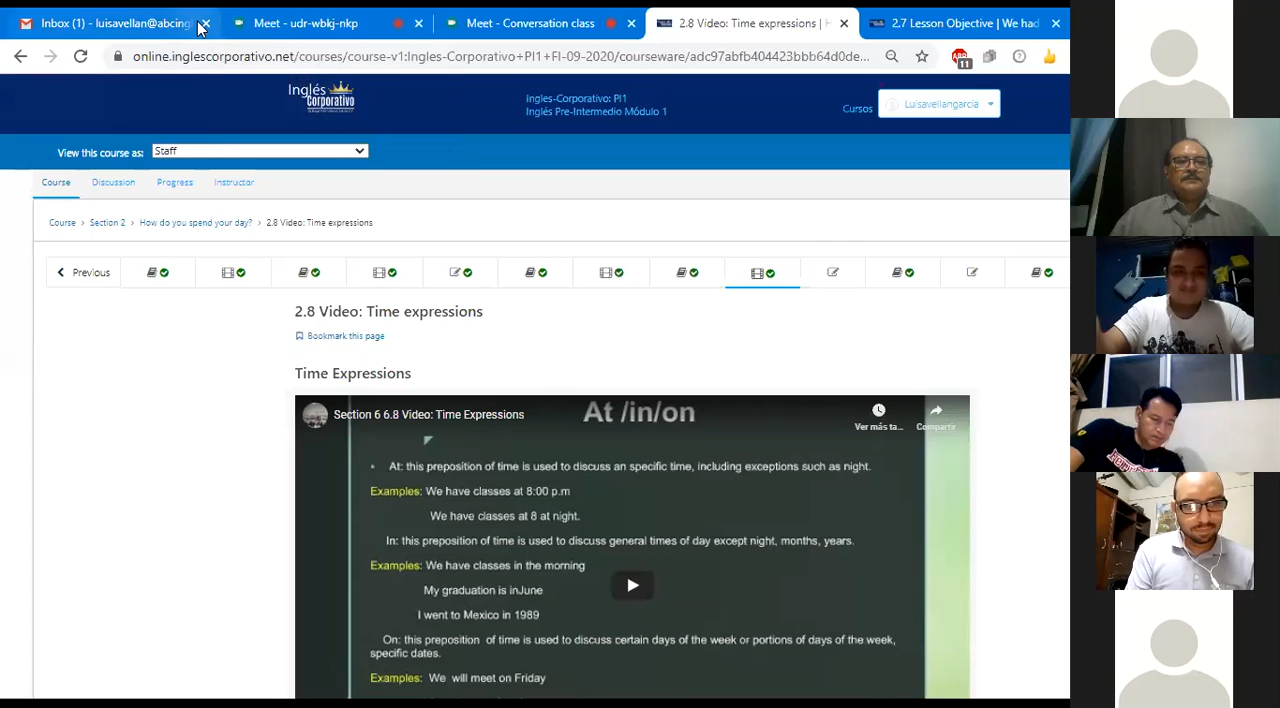 Inbox (1) - luisavellan@abcingl
Meet - udr-wbkj-nkp
Meet - Conversation class
2.8 Video: Time expressions | H
2.7 Lesson Objective | We had
online.inglescorporativo.net/courses/course-v1:Ingles-Corporativo+PI1+FI-09-2020/courseware/adc97abfb404423bbb64d0de...
11
Inglés
Corporativo
Ingles-Corporativo: PI1
Inglés Pre-Intermedio Módulo 1
Cursos
Luisavellangarcia
View this course as:
Staff
Course
Discussion
Progress
Instructor
Course > Section 2 > How do you spend your day? > 2.8 Video: Time expressions
Previous
2.8 Video: Time expressions
Bookmark this page
Time Expressions
Section 6 6.8 Video: Time Expressions
At /in/on
Ver más ta...
Compartir
At: this preposition of time is used to discuss an specific time, including exceptions such as night.
Examples: We have classes at 8:00 p.m
We have classes at 8 at night.
In: this preposition of time is used to discuss general times of day except night, months, years.
Examples: We have classes in the morning
My graduation is inJune
I went to Mexico in 1989
On: this preposition of time is used to discuss certain days of the week or portions of days of the week,
specific dates.
Examples: We will meet on Friday